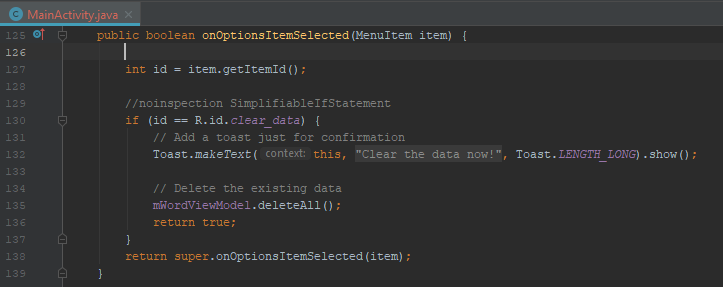 MainActivity.java
125 public boolean onOptionsItemSelected(MenuItem item) {
126
127 int id = item.getItemId();
128
129 //noinspection SimplifiableIfStatement
130 if (id == R.id.clear_data) {
131 // Add a toast just for confirmation
132 Toast.makeText( context: this, "Clear the data now!", Toast.LENGTH_LONG).show();
133
134 // Delete the existing data
135 mWordViewModel.deleteAll();
136 return true;
137 }
138 return super.onOptionsItemSelected(item);
139 }